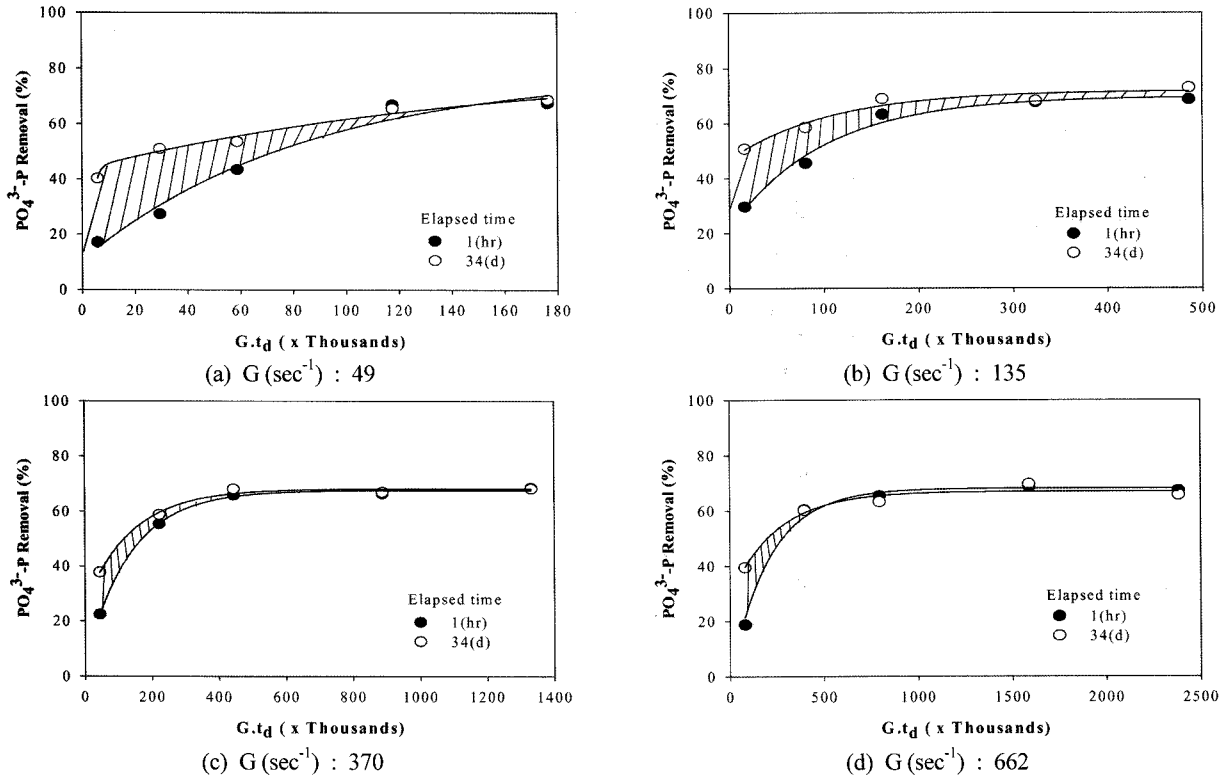 PO₄³⁻-P Removal (%)
100
80
60
40
20
0
Elapsed time
● 1(hr)
○ 34(d)
0 20 40 60 80 100 120 140 160 180
G.t_d ( x Thousands)
(a) G (sec⁻¹) : 49
PO₄³⁻-P Removal (%)
100
80
60
40
20
0
Elapsed time
● 1(hr)
○ 34(d)
0 100 200 300 400 500
G.t_d ( x Thousands)
(b) G (sec⁻¹) : 135
PO₄³⁻-P Removal (%)
100
80
60
40
20
0
Elapsed time
● 1(hr)
○ 34(d)
0 200 400 600 800 1000 1200 1400
G.t_d ( x Thousands)
(c) G (sec⁻¹) : 370
PO₄³⁻-P Removal (%)
100
80
60
40
20
0
Elapsed time
● 1(hr)
○ 34(d)
0 500 1000 1500 2000 2500
G.t_d ( x Thousands)
(d) G (sec⁻¹) : 662